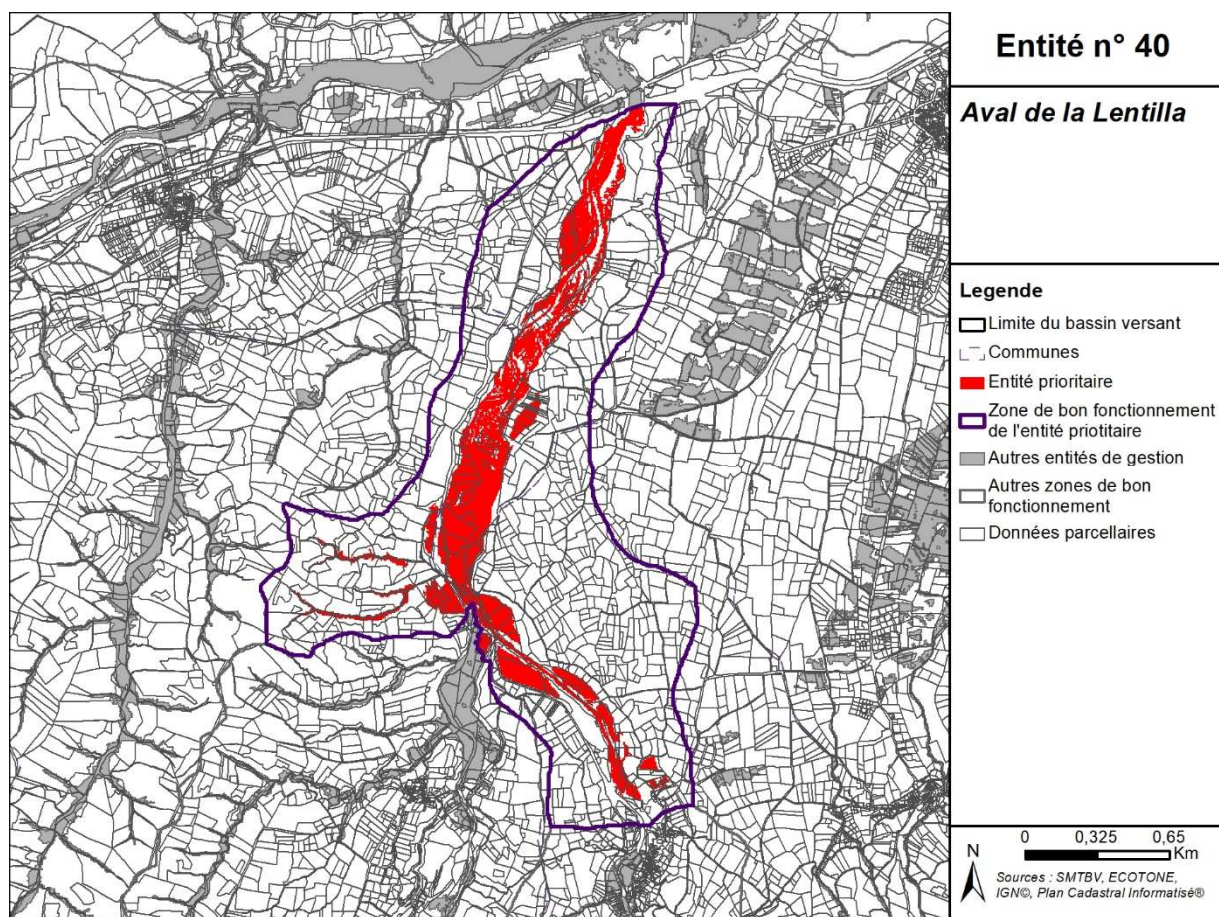 Entité n° 40
Aval de la Lentilla
Legende
Limite du bassin versant
Communes
Entité prioritaire
Zone de bon fonctionnement
de l'entité priotitaire
Autres entités de gestion
Autres zones de bon
fonctionnement
Données parcellaires
N
0 0,325 0,65
Km
Sources : SMTBV, ECOTONE,
IGN©, Plan Cadastral Informatisé®